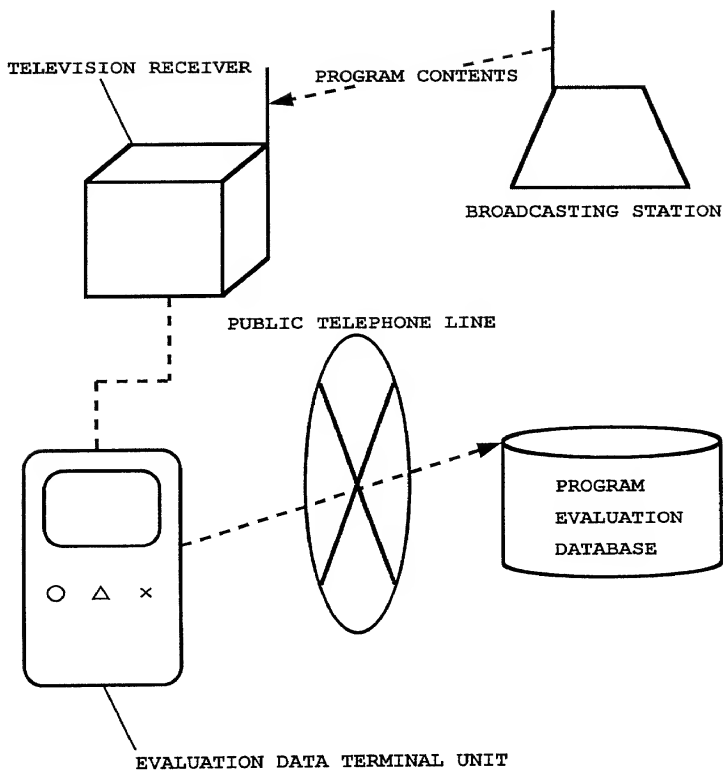 TELEVISION RECEIVER
PROGRAM CONTENTS
BROADCASTING STATION
PUBLIC TELEPHONE LINE
PROGRAM
EVALUATION
DATABASE
EVALUATION DATA TERMINAL UNIT